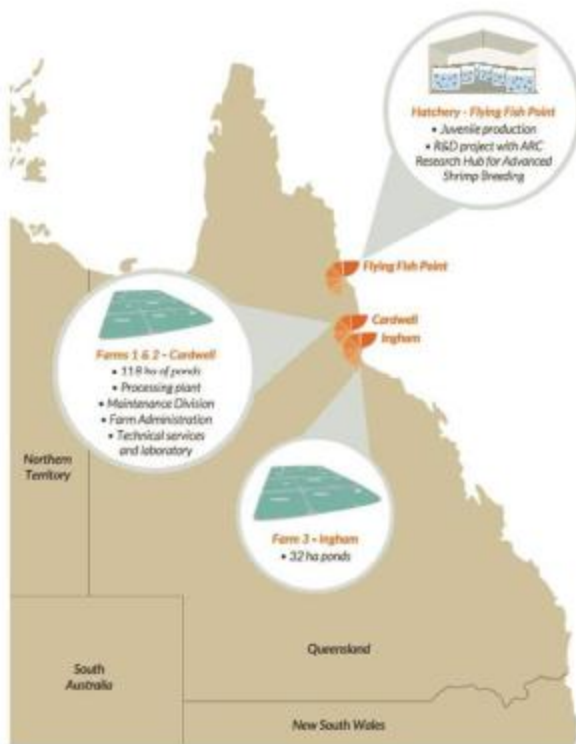 Hatchery - Flying Fish Point
• Juvenile production
• R&D project with ARC
Research Hub for Advanced
Shrimp Breeding
Flying Fish Point
Cardwell
Ingham
Farms 1 & 2 - Cardwell
• 118 ha of ponds
• Processing plant
• Maintenance Division
• Farm Administration
• Technical services
and laboratory
Northern
Territory
Farm 3 - Ingham
• 32 ha ponds
Queensland
South
Australia
New South Wales